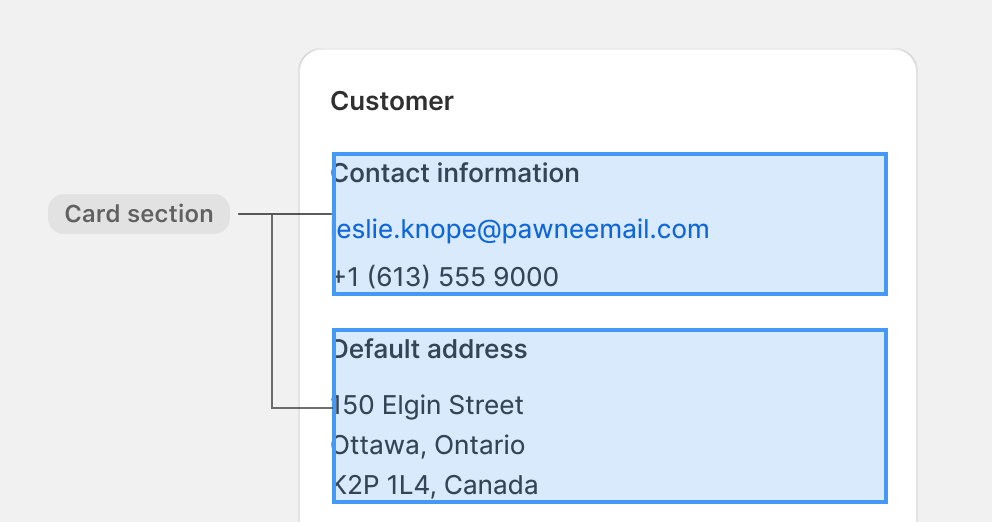 Customer
Contact information
Card section
leslie.knope@pawneemail.com
+1 (613) 555 9000
Default address
150 Elgin Street
Ottawa, Ontario
K2P 1L4, Canada